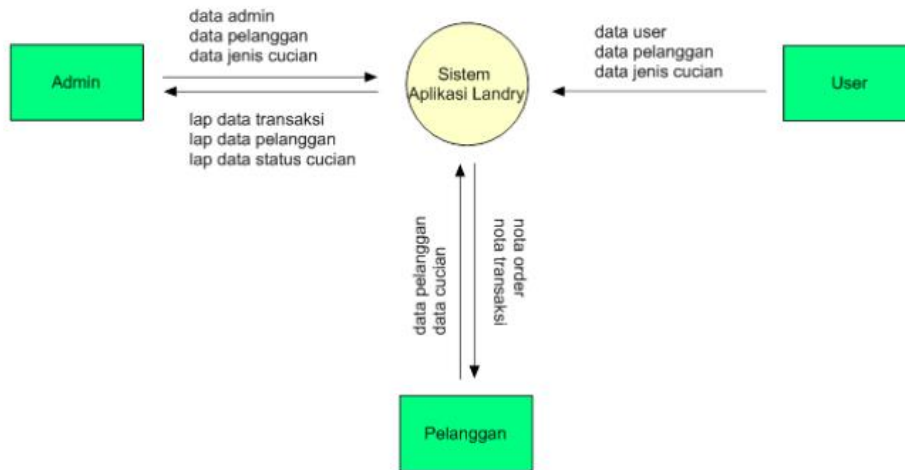 data admin
data pelanggan
data jenis cucian
Admin
lap data transaksi
lap data pelanggan
lap data status cucian
Sistem
Aplikasi Landry
data user
data pelanggan
data jenis cucian
User
data pelanggan
data cucian
nota order
nota transaksi
Pelanggan